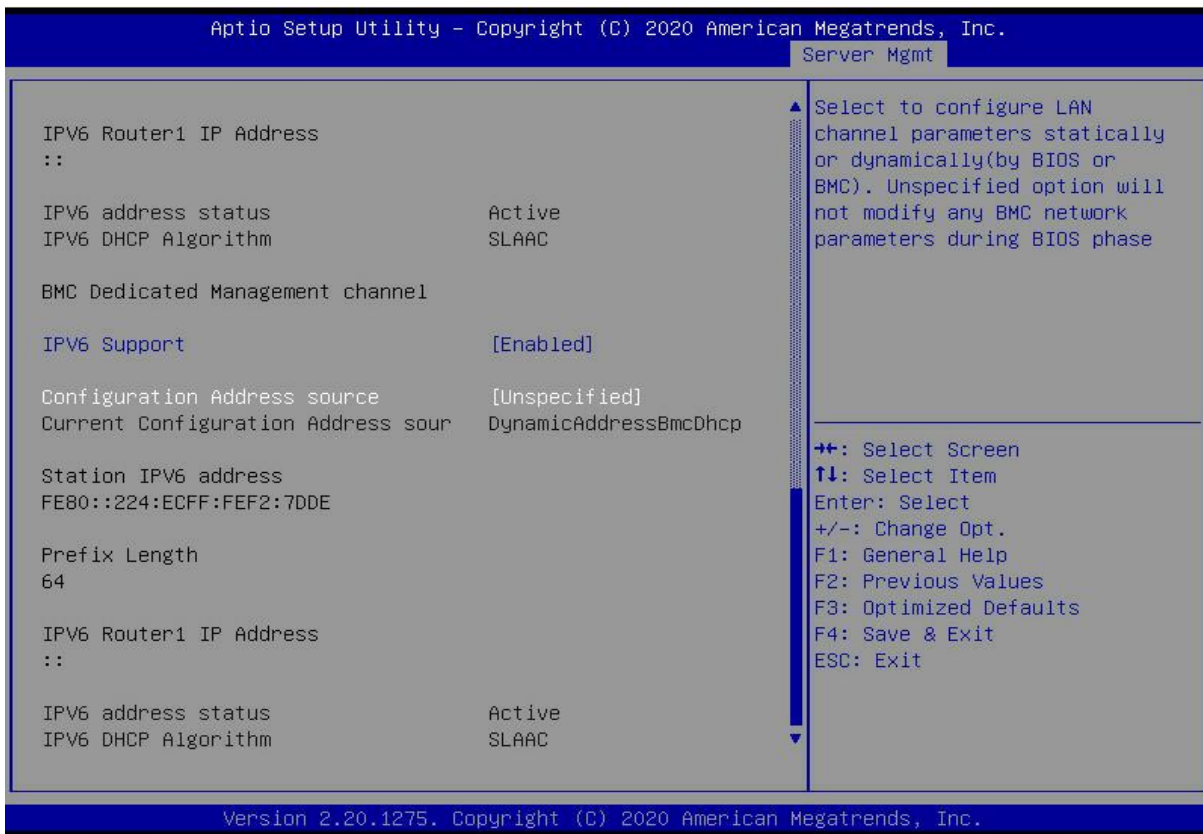 Aptio Setup Utility – Copyright (C) 2020 American Megatrends, Inc.
Server Mgmt
IPV6 Router1 IP Address
::
IPV6 address status Active
IPV6 DHCP Algorithm SLAAC
BMC Dedicated Management channel
IPV6 Support [Enabled]
Configuration Address source [Unspecified]
Current Configuration Address sour DynamicAddressBmcDhcp
Station IPV6 address
FE80::224:ECFF:FEF2:7DDE
Prefix Length
64
IPV6 Router1 IP Address
::
IPV6 address status Active
IPV6 DHCP Algorithm SLAAC
Select to configure LAN
channel parameters statically
or dynamically(by BIOS or
BMC). Unspecified option will
not modify any BMC network
parameters during BIOS phase
→←: Select Screen
↑↓: Select Item
Enter: Select
+/-: Change Opt.
F1: General Help
F2: Previous Values
F3: Optimized Defaults
F4: Save & Exit
ESC: Exit
Version 2.20.1275. Copyright (C) 2020 American Megatrends, Inc.